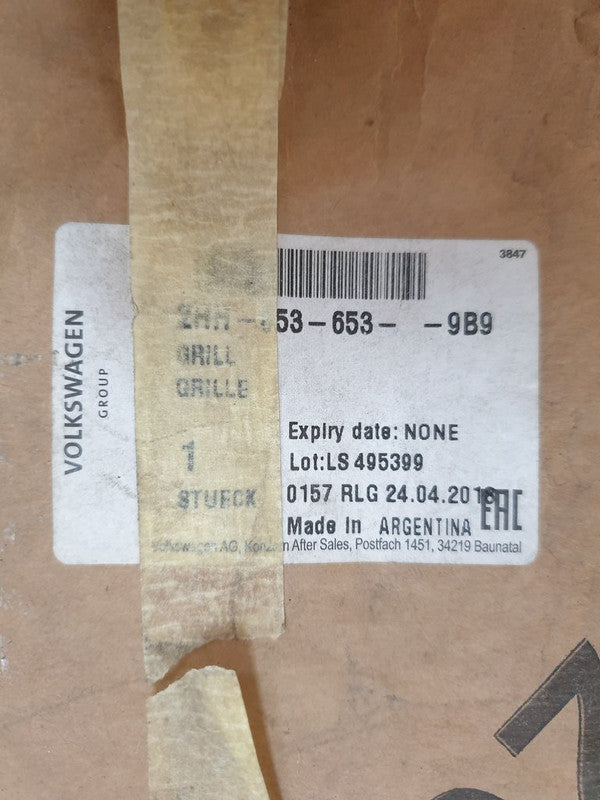 3847
VOLKSWAGEN
GROUP
53-653- -9B9
GRILL
GRILLE
1
STUECK
Expiry date: NONE
Lot:LS 495399
0157 RLG 24.04.2018
EAC
Made in ARGENTINA
Volkswagen AG, Konzern After Sales, Postfach 1451, 34219 Baunatal